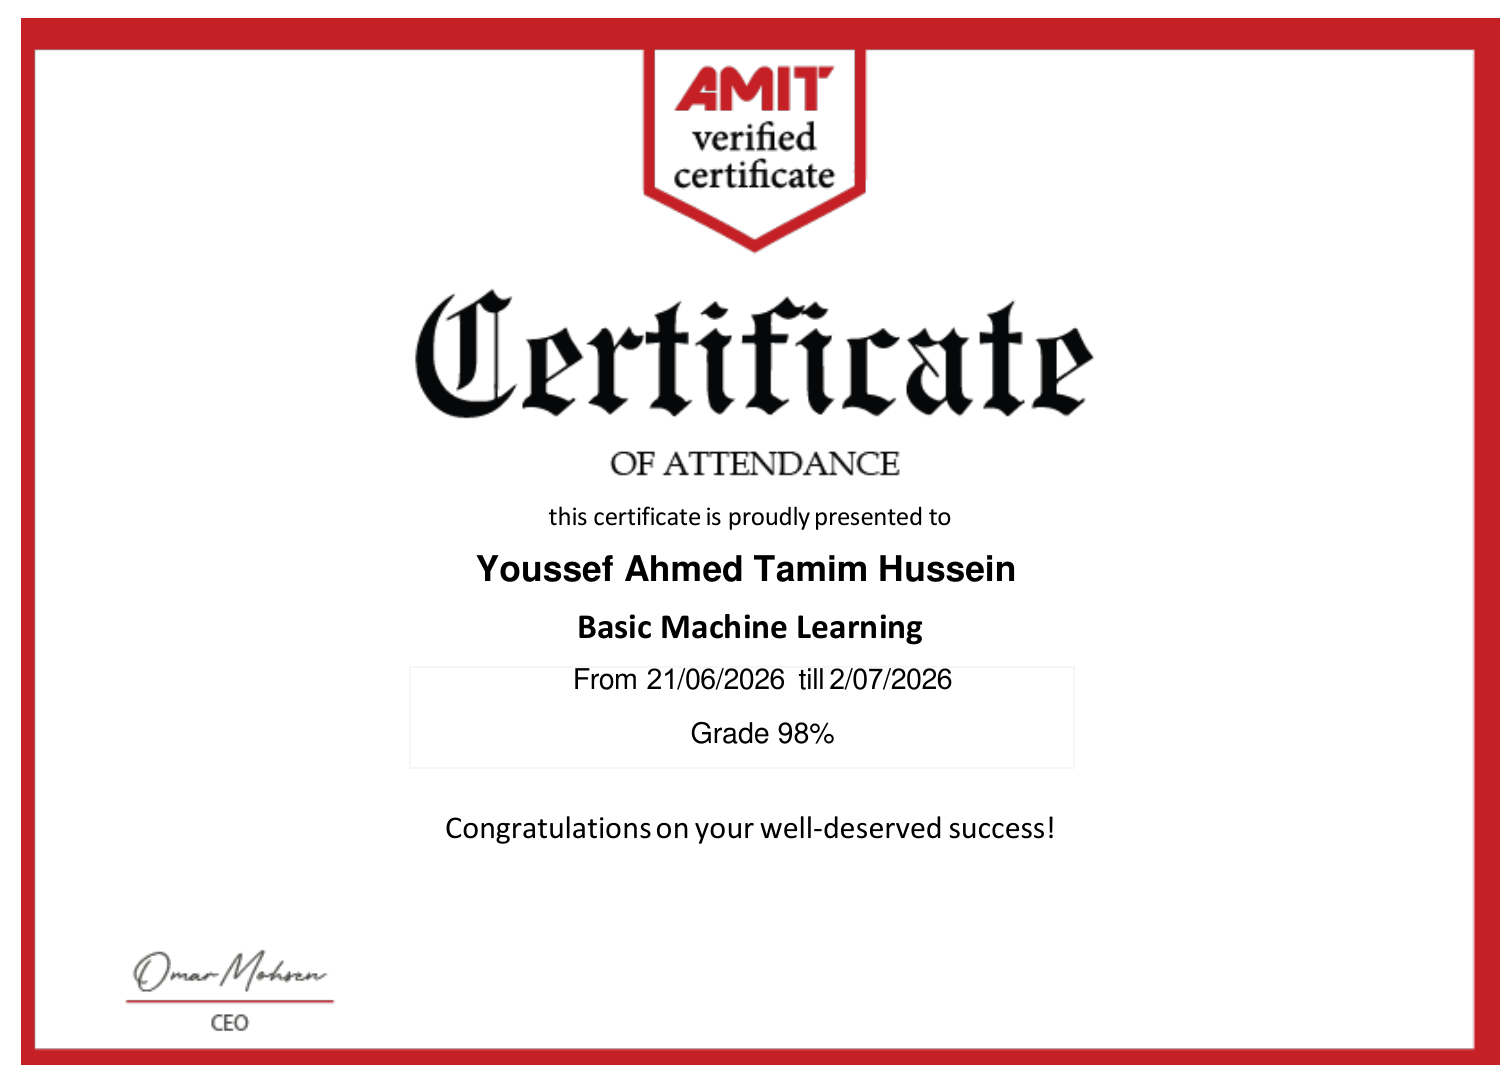 AMIT
verified
certificate
Certificate
OF ATTENDANCE
this certificate is proudly presented to
Youssef Ahmed Tamim Hussein
Basic Machine Learning
From 21/06/2026 till 2/07/2026
Grade 98%
Congratulations on your well-deserved success!
Omar Mohsen
CEO